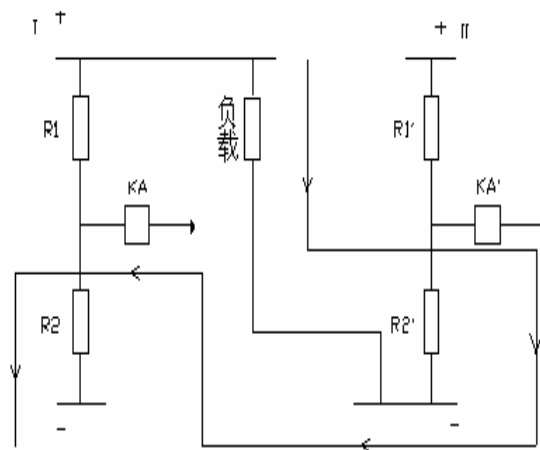 I + + II
R1 负载 R1'
KA KA'
R2 R2'
- -